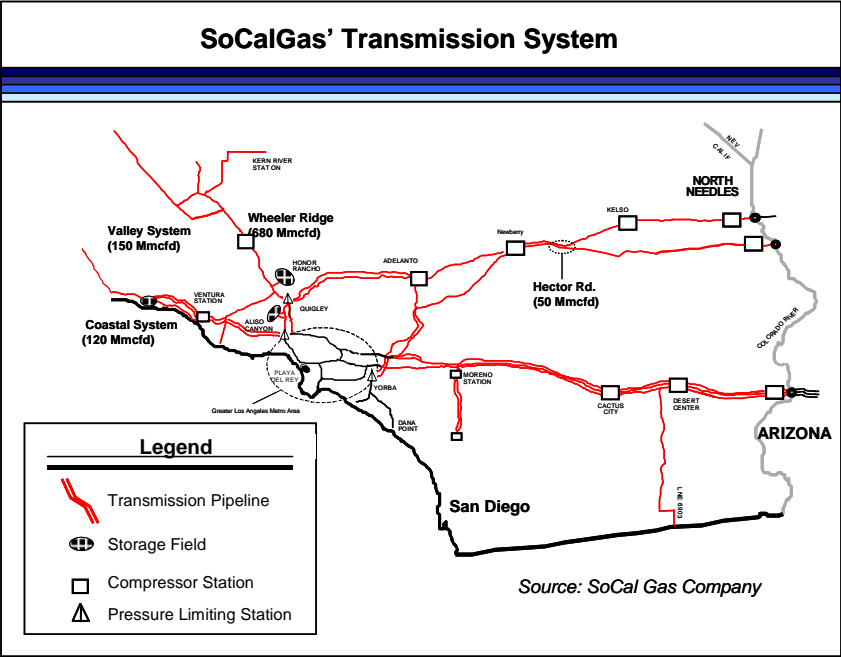 SoCalGas' Transmission System
NEV
CALIF
KERN RIVER
STATION
NORTH
NEEDLES
KELSO
Valley System
(150 Mmcfd)
Wheeler Ridge
(680 Mmcfd)
Newberry
HONOR
RANCHO
ADELANTO
Hector Rd.
(50 Mmcfd)
VENTURA
STATION
QUIGLEY
ALISO
CANYON
Coastal System
(120 Mmcfd)
COLORADO RIVER
PLAYA
DEL REY
YORBA
MORENO
STATION
CACTUS
CITY
DESERT
CENTER
Greater Los Angeles Metro Area
DANA
POINT
ARIZONA
LNE 6903
San Diego
Legend
Transmission Pipeline
Storage Field
Compressor Station
Pressure Limiting Station
Source: SoCal Gas Company